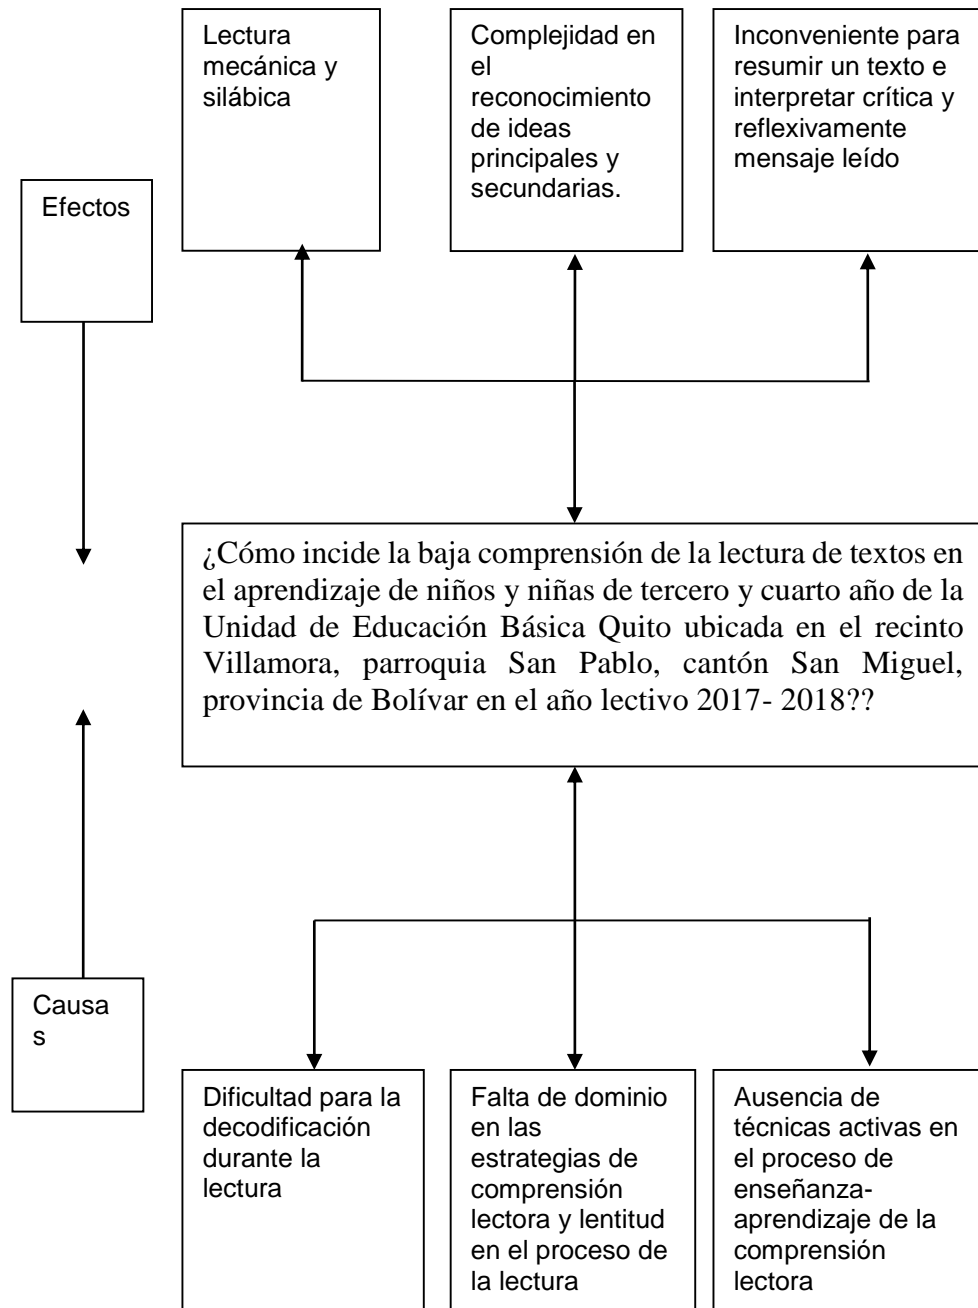 Lectura
mecánica y
silábica
Complejidad en
el
reconocimiento
de ideas
principales y
secundarias.
Inconveniente para
resumir un texto e
interpretar crítica y
reflexivamente
mensaje leído
Efectos
¿Cómo incide la baja comprensión de la lectura de textos en
el aprendizaje de niños y niñas de tercero y cuarto año de la
Unidad de Educación Básica Quito ubicada en el recinto
Villamora, parroquia San Pablo, cantón San Miguel,
provincia de Bolívar en el año lectivo 2017- 2018??
Causa
s
Dificultad para la
decodificación
durante la
lectura
Falta de dominio
en las
estrategias de
comprensión
lectora y lentitud
en el proceso de
la lectura
Ausencia de
técnicas activas en
el proceso de
enseñanza-
aprendizaje de la
comprensión
lectora